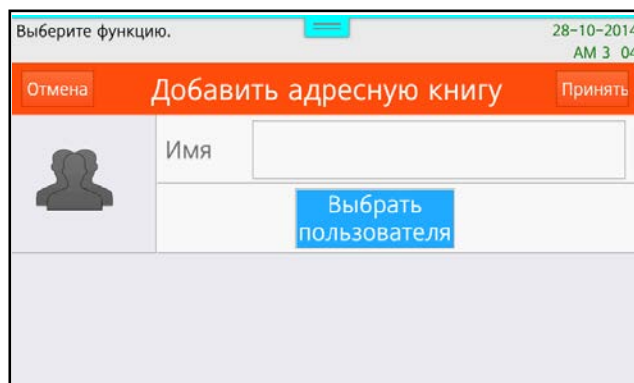 Выберите функцию.
28-10-2014
AM 3 04
Отмена
Добавить адресную книгу
Принять
Имя
Выбрать
пользователя